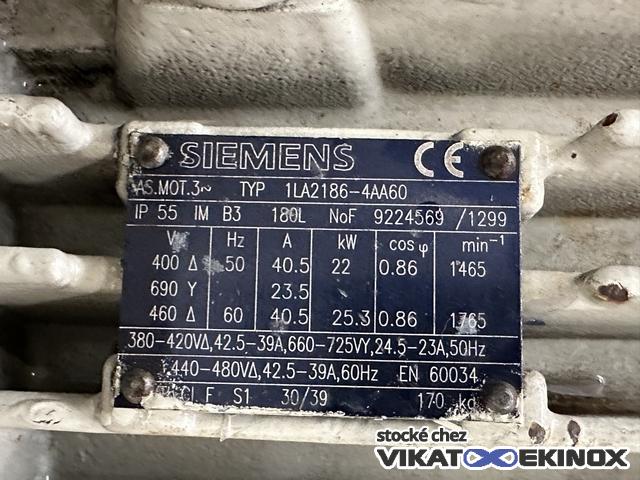 SIEMENS CE
AS.MOT.3~ TYP 1LA2186-4AA60
IP 55 IM B3 180L NoF 9224569 /1299
V Hz A kW cos φ min⁻¹
400 Δ 50 40.5 22 0.86 1465
690 Y 23.5
460 Δ 60 40.5 25.3 0.86 1765
380-420VΔ,42.5-39A,660-725VY,24.5-23A,50Hz
440-480VΔ,42.5-39A,60Hz EN 60034
CL F S1 30/39 170 kg
stocké chez
VIKATOO EKINOX